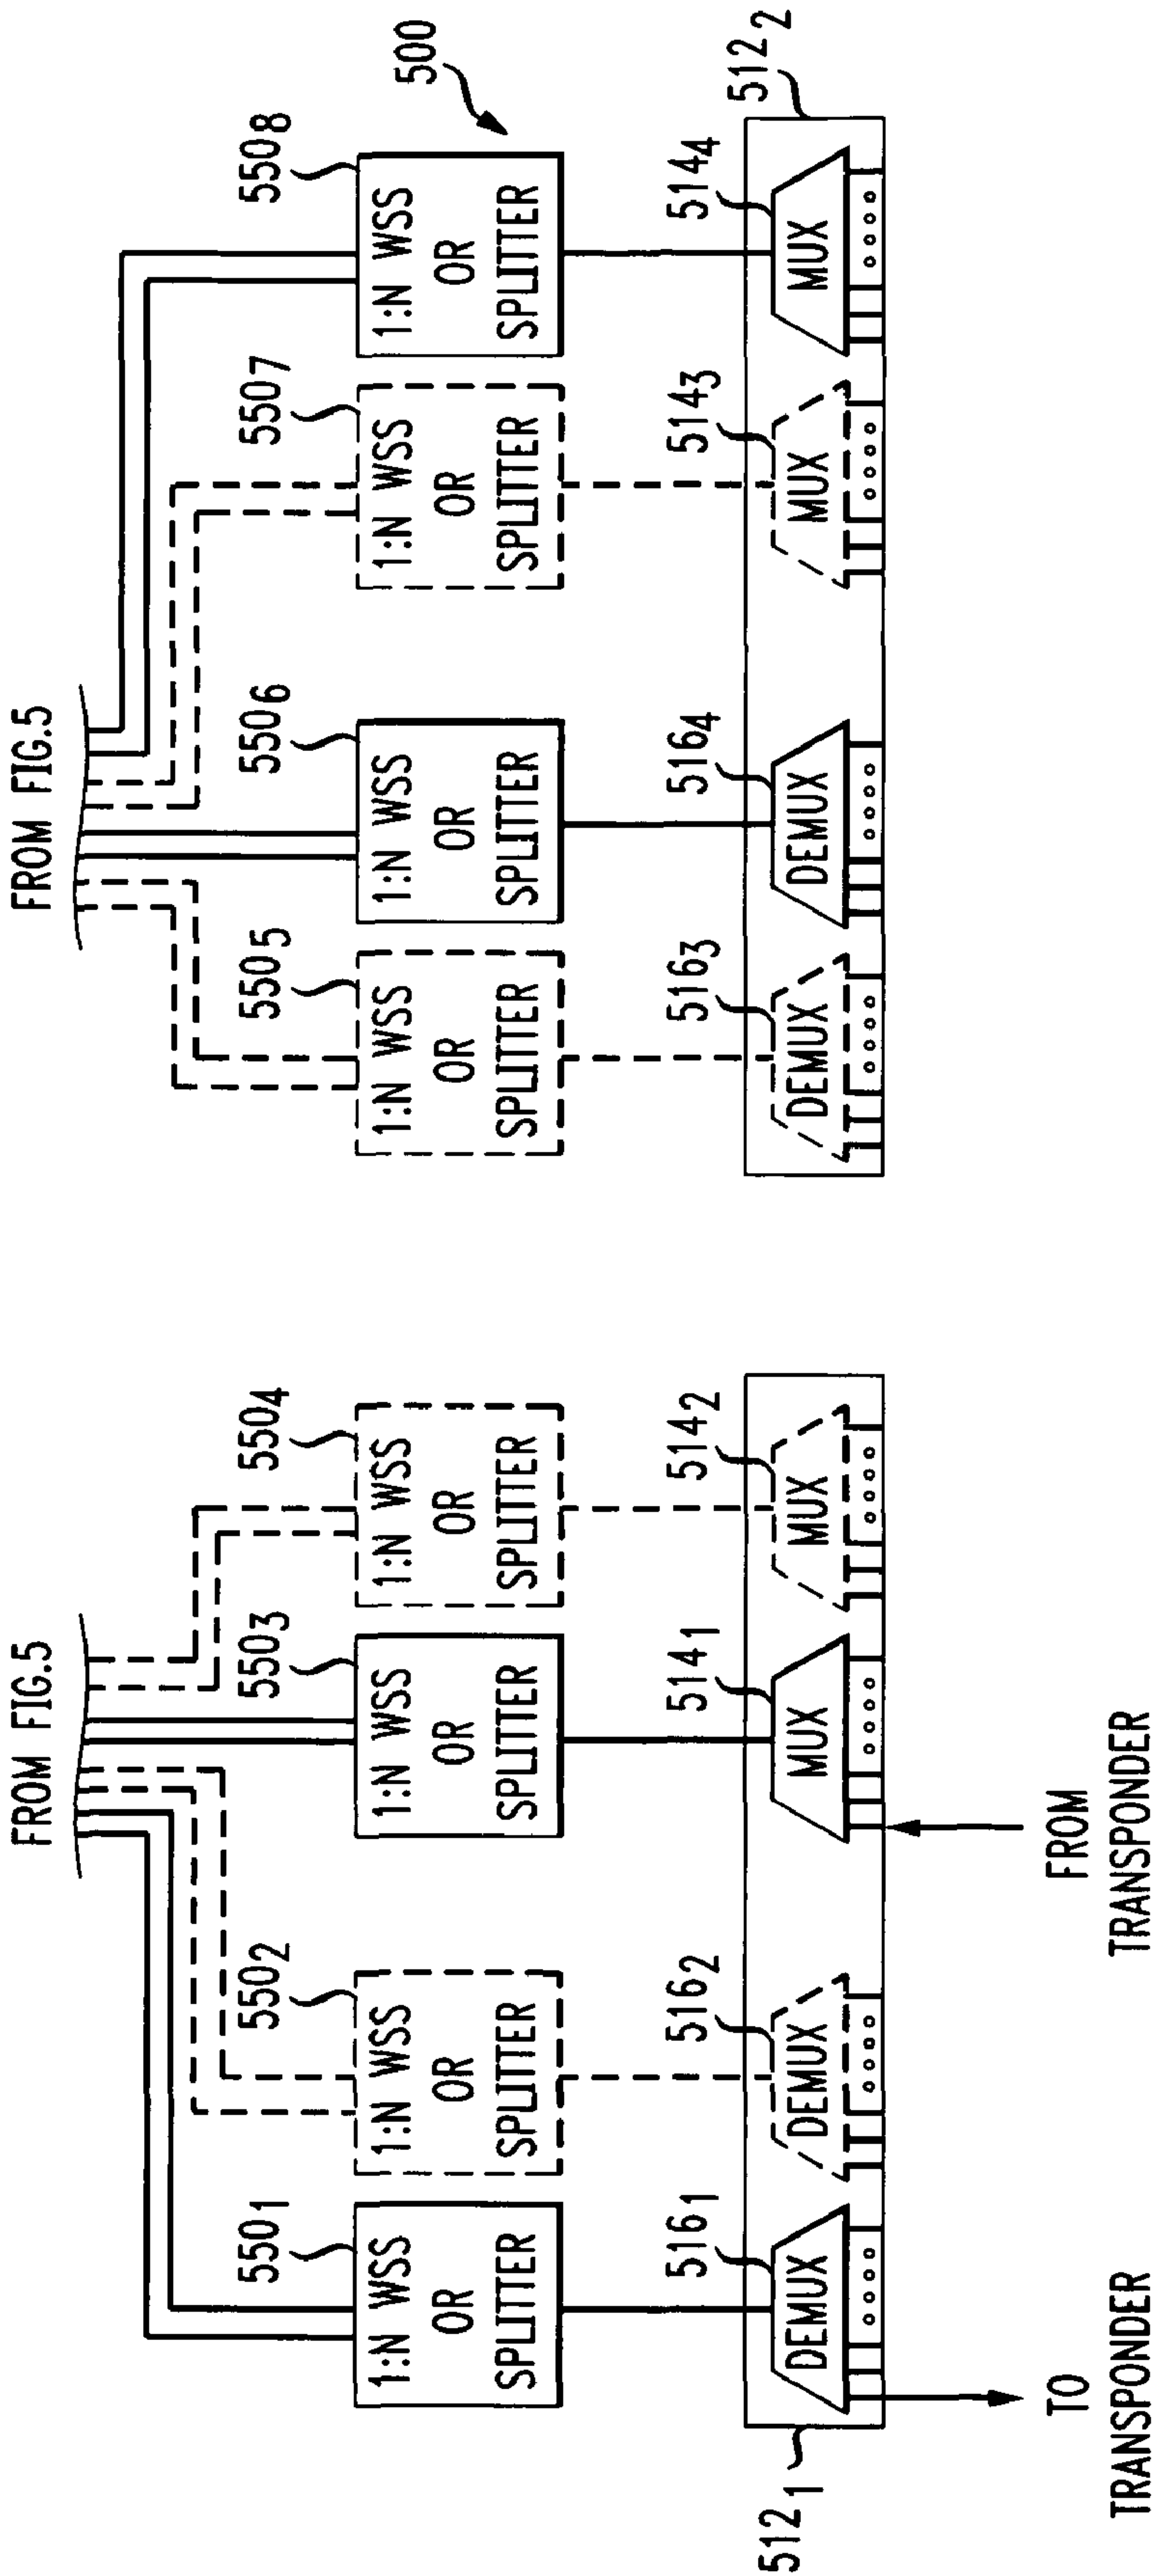 FROM FIG.5
FROM FIG.5
500
550₁
550₂
550₃
550₄
550₅
550₆
550₇
550₈
1:N WSS
OR
SPLITTER
1:N WSS
OR
SPLITTER
1:N WSS
OR
SPLITTER
1:N WSS
OR
SPLITTER
1:N WSS
OR
SPLITTER
1:N WSS
OR
SPLITTER
1:N WSS
OR
SPLITTER
1:N WSS
OR
SPLITTER
516₁
516₂
514₁
514₂
516₃
516₄
514₃
514₄
512₂
DEMUX
DEMUX
MUX
MUX
DEMUX
DEMUX
MUX
MUX
512₁
TO
TRANSPONDER
FROM
TRANSPONDER